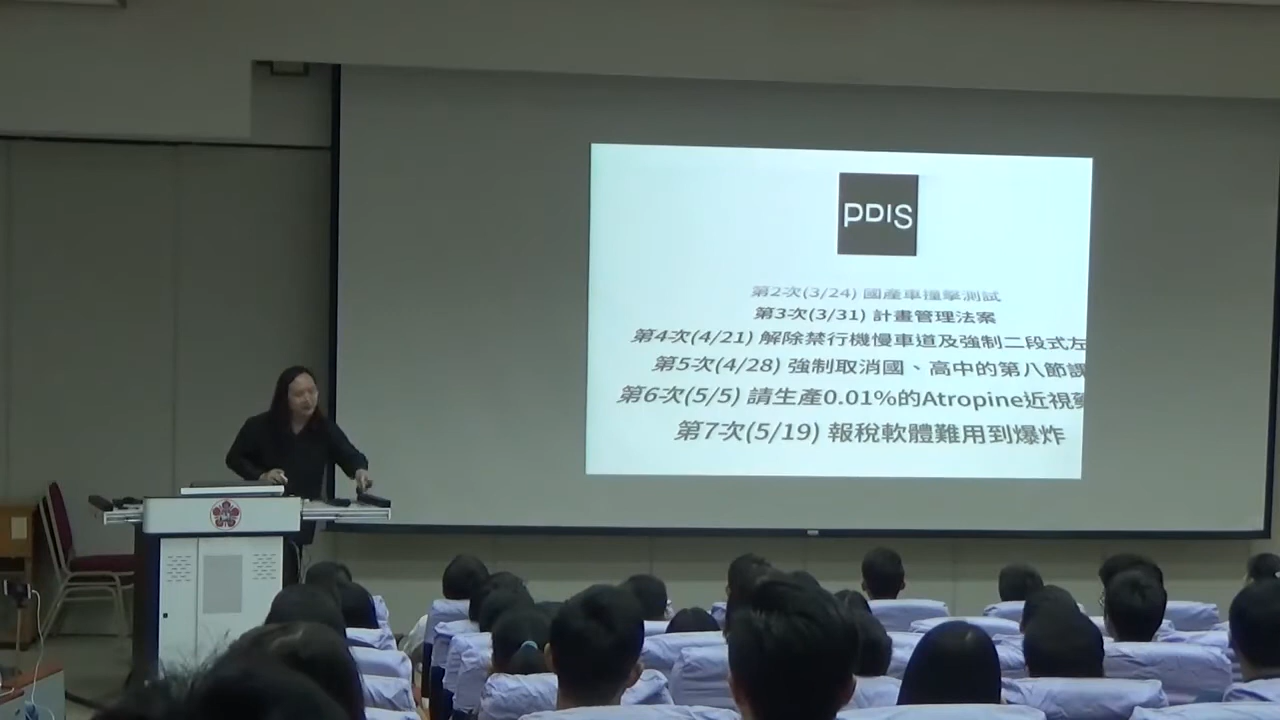 PDIS
第2次(3/24) 國產車撞擊測試
第3次(3/31) 計畫管理法案
第4次(4/21) 解除禁行機慢車道及強制二段式左
第5次(4/28) 強制取消國、高中的第八節課
第6次(5/5) 請生產0.01%的Atropine近視
第7次(5/19) 報稅軟體難用到爆炸